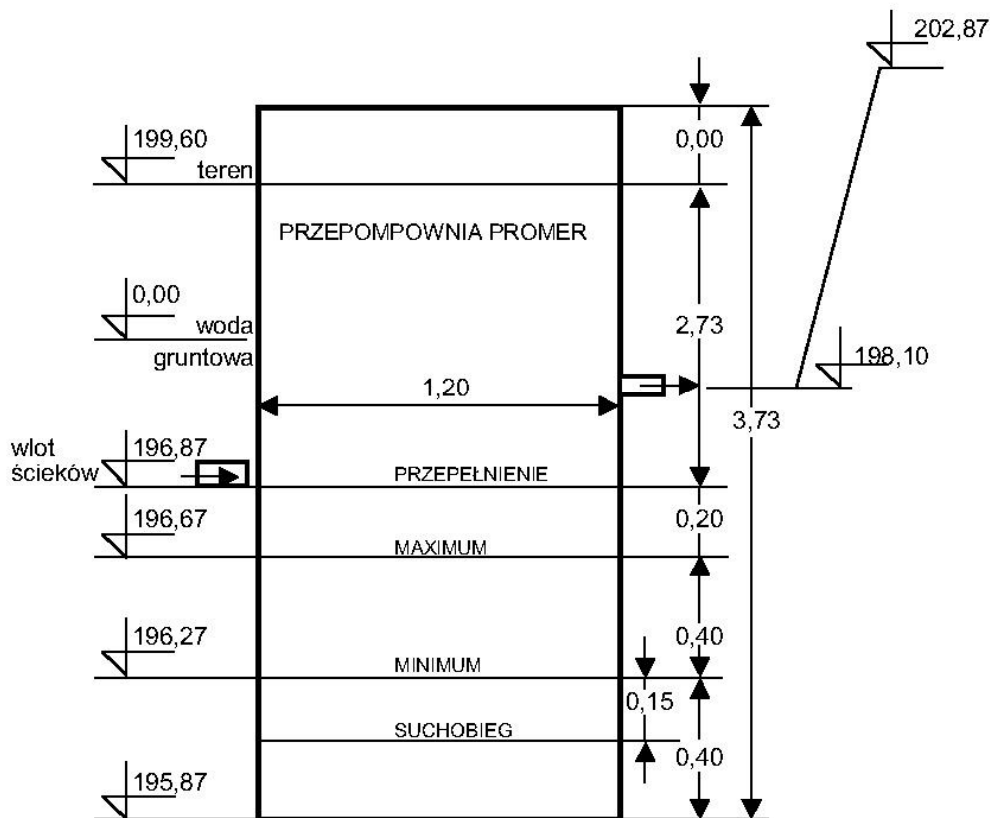 202,87
199,60
teren
0,00
PRZEPOMPOWNIA PROMER
0,00
woda
gruntowa
2,73
198,10
1,20
3,73
wlot
ścieków
196,87
PRZEPEŁNIENIE
196,67
0,20
MAXIMUM
196,27
0,40
MINIMUM
0,15
SUCHOBIEG
0,40
195,87